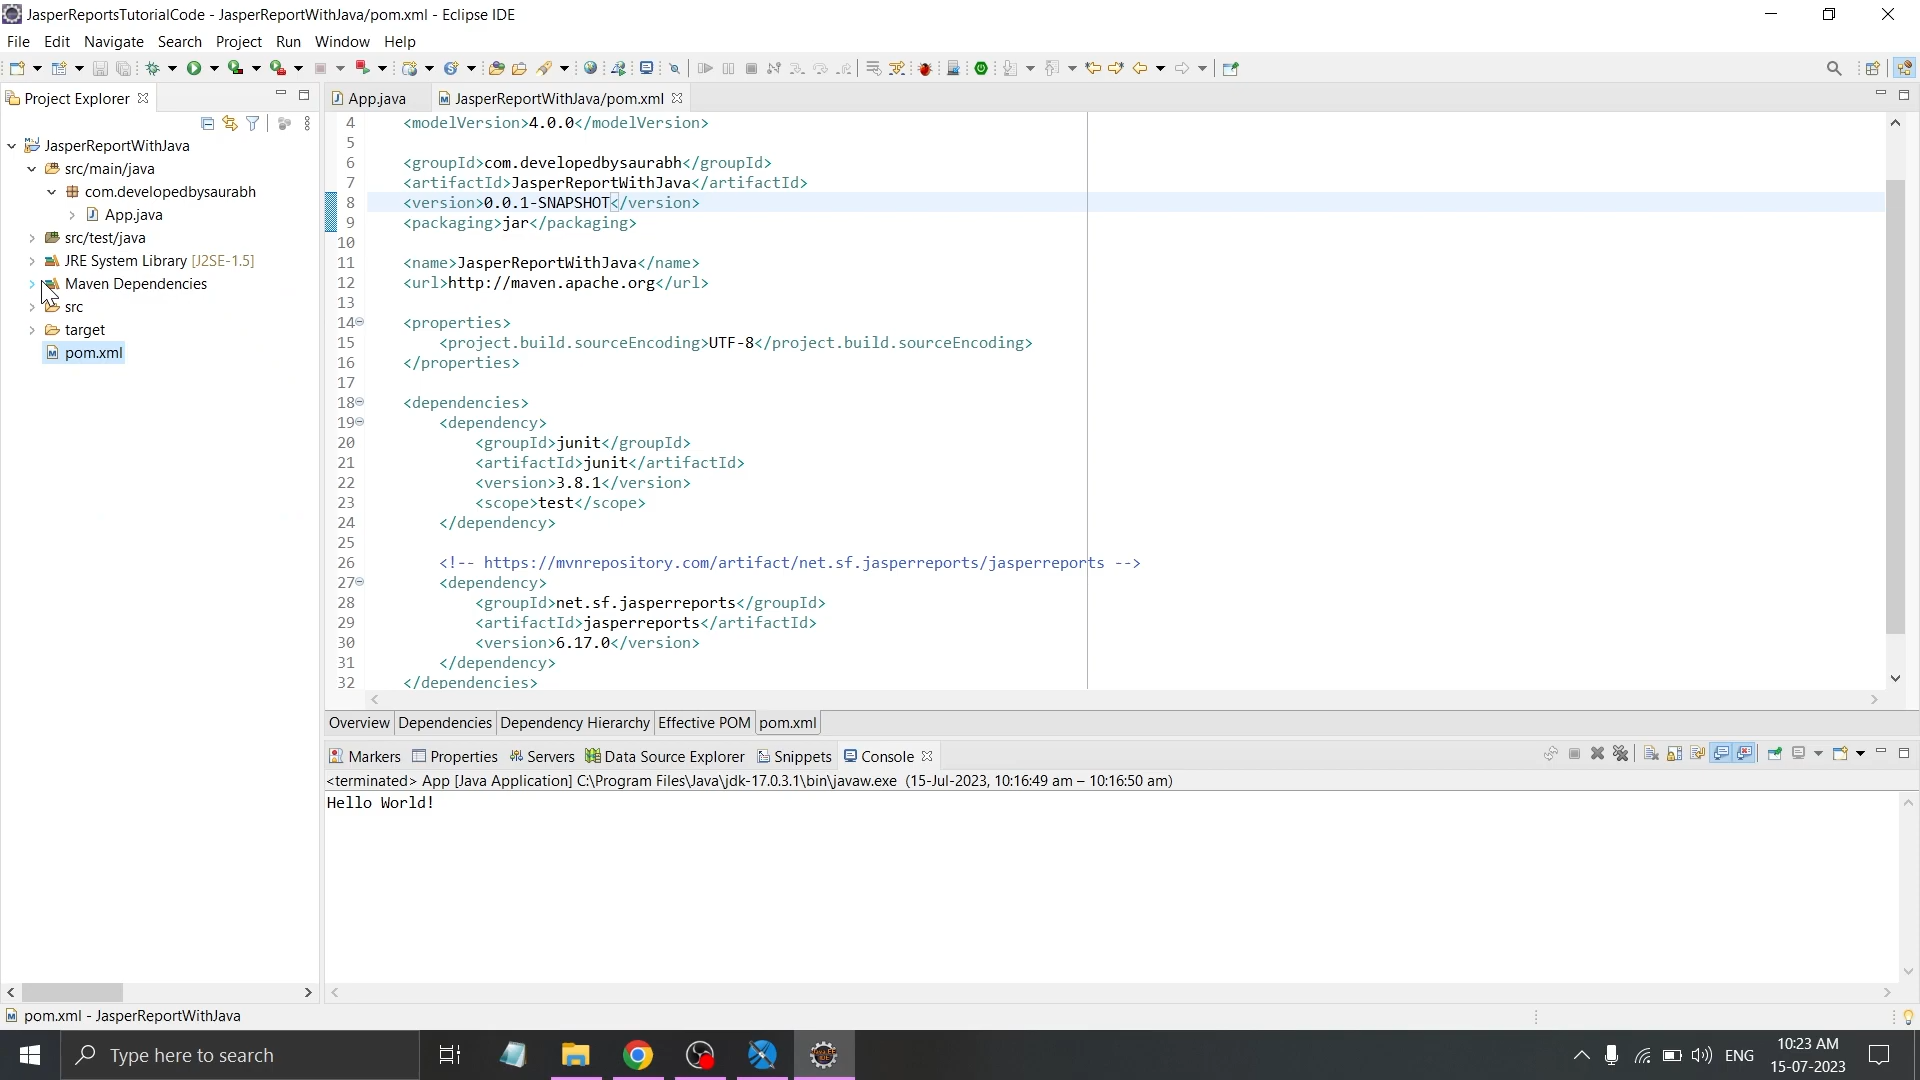 JasperReportsTutorialCode - JasperReportWithJava/pom.xml - Eclipse IDE
File Edit Navigate Search Project Run Window Help
Project Explorer
App.java
JasperReportWithJava/pom.xml
JasperReportWithJava
src/main/java
com.developedbysaurabh
App.java
src/test/java
JRE System Library [J2SE-1.5]
Maven Dependencies
src
target
pom.xml
4 <modelVersion>4.0.0</modelVersion>
5
6 <groupId>com.developedbysaurabh</groupId>
7 <artifactId>JasperReportWithJava</artifactId>
8 <version>0.0.1-SNAPSHOT</version>
9 <packaging>jar</packaging>
10
11 <name>JasperReportWithJava</name>
12 <url>http://maven.apache.org</url>
13
14 <properties>
15 <project.build.sourceEncoding>UTF-8</project.build.sourceEncoding>
16 </properties>
17
18 <dependencies>
19 <dependency>
20 <groupId>junit</groupId>
21 <artifactId>junit</artifactId>
22 <version>3.8.1</version>
23 <scope>test</scope>
24 </dependency>
25
26 <!-- https://mvnrepository.com/artifact/net.sf.jasperreports/jasperreports -->
27 <dependency>
28 <groupId>net.sf.jasperreports</groupId>
29 <artifactId>jasperreports</artifactId>
30 <version>6.17.0</version>
31 </dependency>
32 </dependencies>
Overview Dependencies Dependency Hierarchy Effective POM pom.xml
Markers Properties Servers Data Source Explorer Snippets Console
<terminated> App [Java Application] C:\Program Files\Java\jdk-17.0.3.1\bin\javaw.exe (15-Jul-2023, 10:16:49 am – 10:16:50 am)
Hello World!
pom.xml - JasperReportWithJava
Type here to search
ENG
10:23 AM
15-07-2023